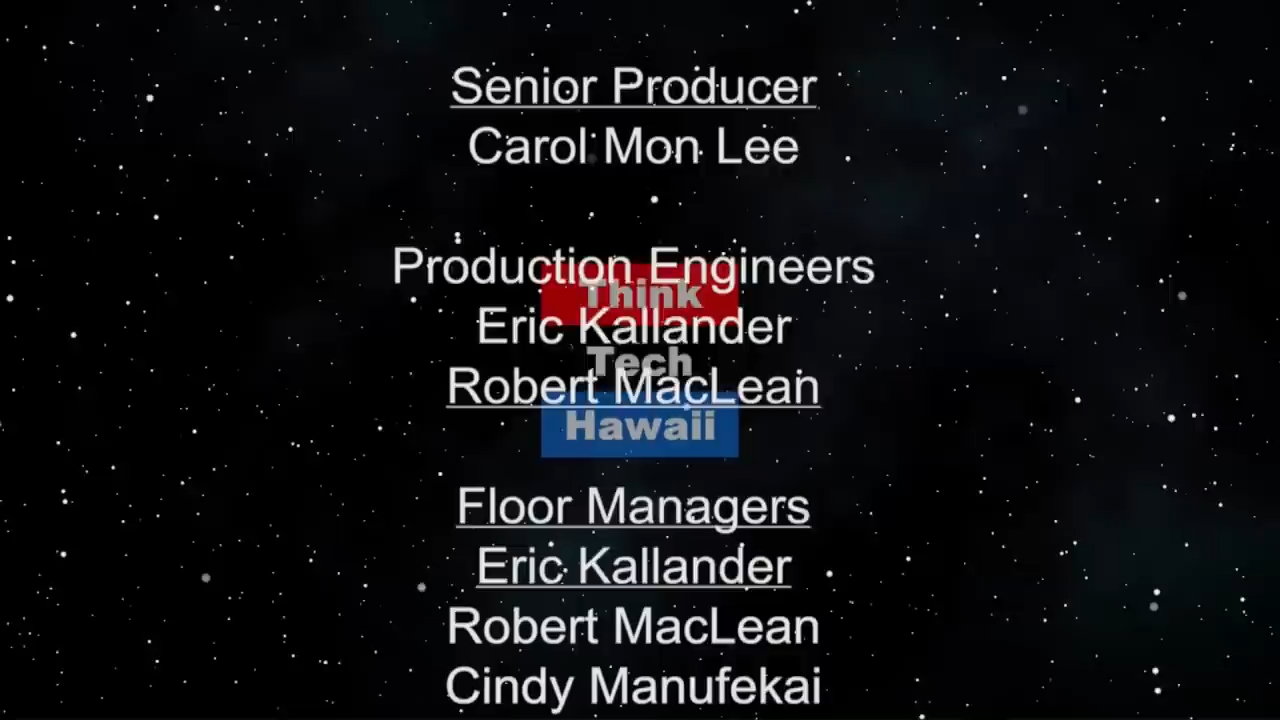 Senior Producer
Carol Mon Lee
Production Engineers
Think
Eric Kallander
Tech
Robert MacLean
Hawaii
Floor Managers
Eric Kallander
Robert MacLean
Cindy Manufekai